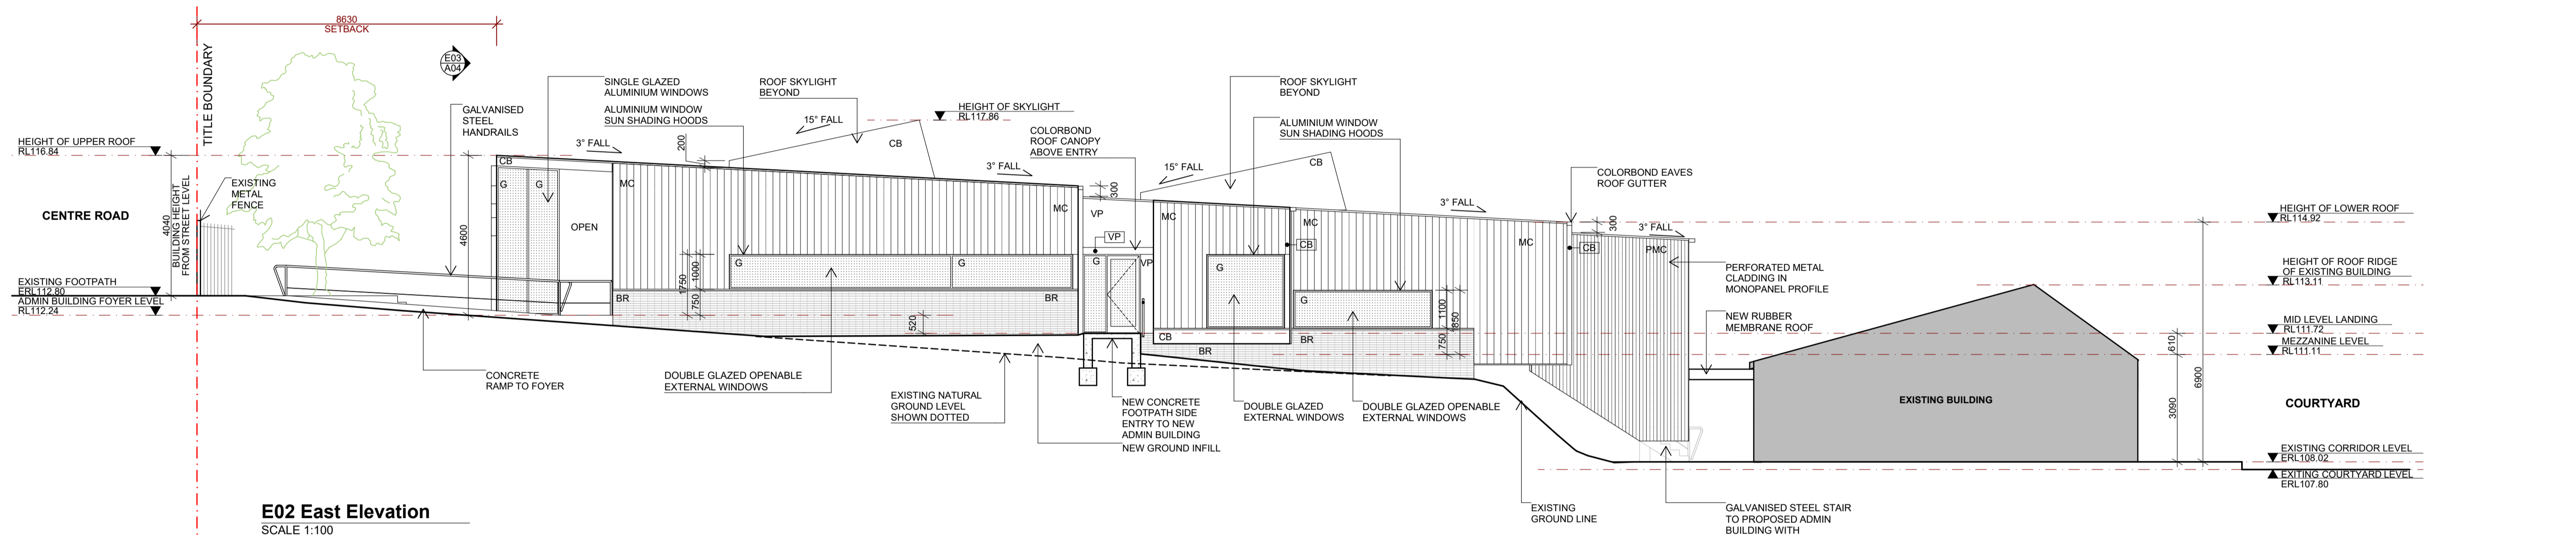 8630
SETBACK
TITLE BOUNDARY
E03
A04
HEIGHT OF UPPER ROOF
RL116.84
4040
BUILDING HEIGHT
FROM STREET LEVEL
EXISTING
METAL
FENCE
CENTRE ROAD
EXISTING FOOTPATH
ERL112.80
ADMIN BUILDING FOYER LEVEL
RL112.24
GALVANISED
STEEL
HANDRAILS
4600
SINGLE GLAZED
ALUMINIUM WINDOWS
ALUMINIUM WINDOW
SUN SHADING HOODS
3° FALL
CB
G
G
OPEN
MC
BR
200
ROOF SKYLIGHT
BEYOND
15° FALL
CB
HEIGHT OF SKYLIGHT
RL117.86
3° FALL
COLORBOND
ROOF CANOPY
ABOVE ENTRY
300
MC
1750
1000
750
G
G
BR
520
VP
VP
G
VP
ROOF SKYLIGHT
BEYOND
ALUMINIUM WINDOW
SUN SHADING HOODS
15° FALL
CB
MC
G
CB
CB
BR
MC
G
BR
1100
750
1850
3° FALL
MC
COLORBOND EAVES
ROOF GUTTER
300
CB
3° FALL
PMC
PERFORATED METAL
CLADDING IN
MONOPANEL PROFILE
NEW RUBBER
MEMBRANE ROOF
CONCRETE
RAMP TO FOYER
DOUBLE GLAZED OPENABLE
EXTERNAL WINDOWS
EXISTING NATURAL
GROUND LEVEL
SHOWN DOTTED
NEW CONCRETE
FOOTPATH SIDE
ENTRY TO NEW
ADMIN BUILDING
NEW GROUND INFILL
DOUBLE GLAZED
EXTERNAL WINDOWS
DOUBLE GLAZED OPENABLE
EXTERNAL WINDOWS
EXISTING
GROUND LINE
GALVANISED STEEL STAIR
TO PROPOSED ADMIN
BUILDING WITH
EXISTING BUILDING
HEIGHT OF LOWER ROOF
RL114.92
HEIGHT OF ROOF RIDGE
OF EXISTING BUILDING
RL113.11
MID LEVEL LANDING
RL111.72
MEZZANINE LEVEL
RL111.11
610
6900
3090
COURTYARD
EXISTING CORRIDOR LEVEL
ERL108.02
EXITING COURTYARD LEVEL
ERL107.80
E02 East Elevation
SCALE 1:100